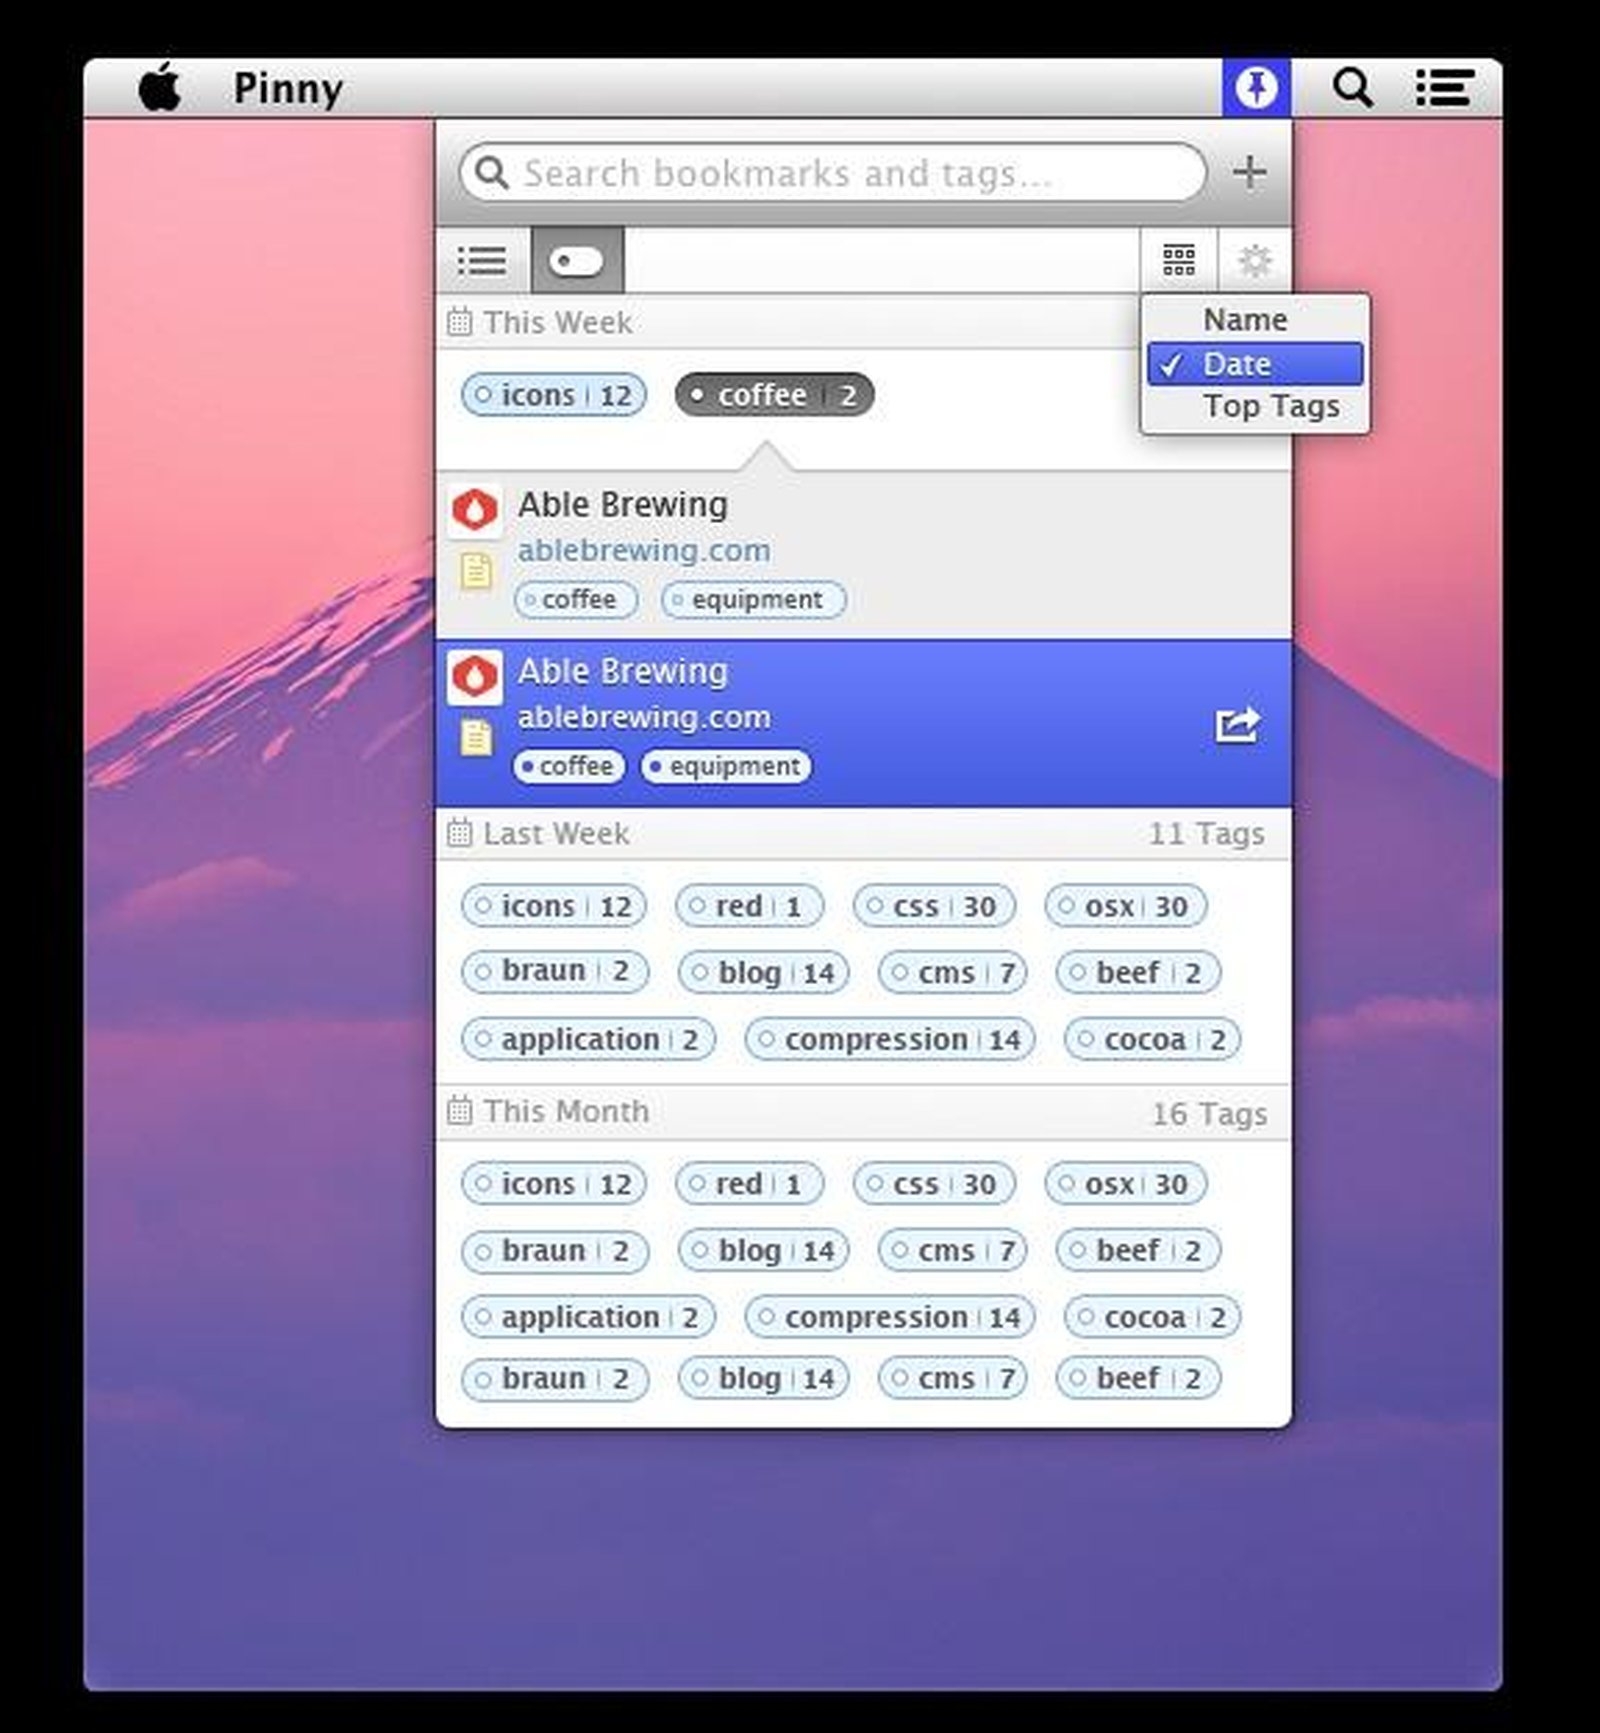 Pinny
Search bookmarks and tags...
This Week
Name
Date
Top Tags
icons 12 coffee 2
Able Brewing
ablebrewing.com
coffee equipment
Able Brewing
ablebrewing.com
coffee equipment
Last Week 11 Tags
icons 12 red 1 css 30 osx 30
braun 2 blog 14 cms 7 beef 2
application 2 compression 14 cocoa 2
This Month 16 Tags
icons 12 red 1 css 30 osx 30
braun 2 blog 14 cms 7 beef 2
application 2 compression 14 cocoa 2
braun 2 blog 14 cms 7 beef 2